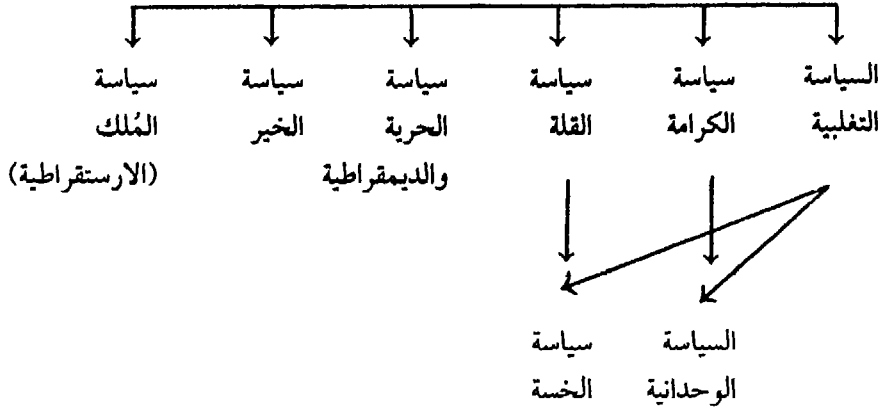 السياسة سياسة سياسة سياسة سياسة سياسة
التغلبية الكرامة القلة الحرية الخير المُلك
والديمقراطية (الارستقراطية)
السياسة سياسة
الوحدانية الخسة